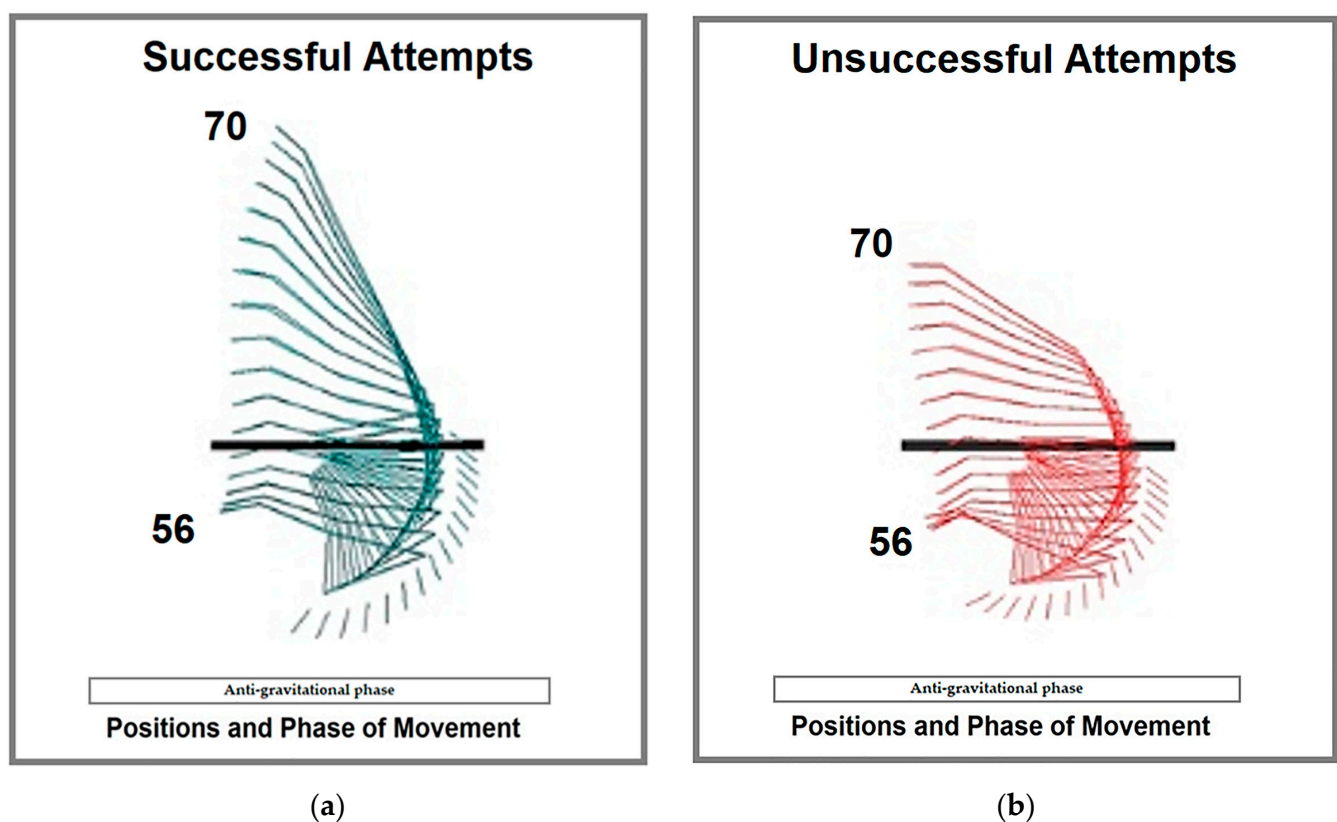 Successful Attempts
70
56
Anti-gravitational phase
Positions and Phase of Movement
(a)
Unsuccessful Attempts
70
56
Anti-gravitational phase
Positions and Phase of Movement
(b)